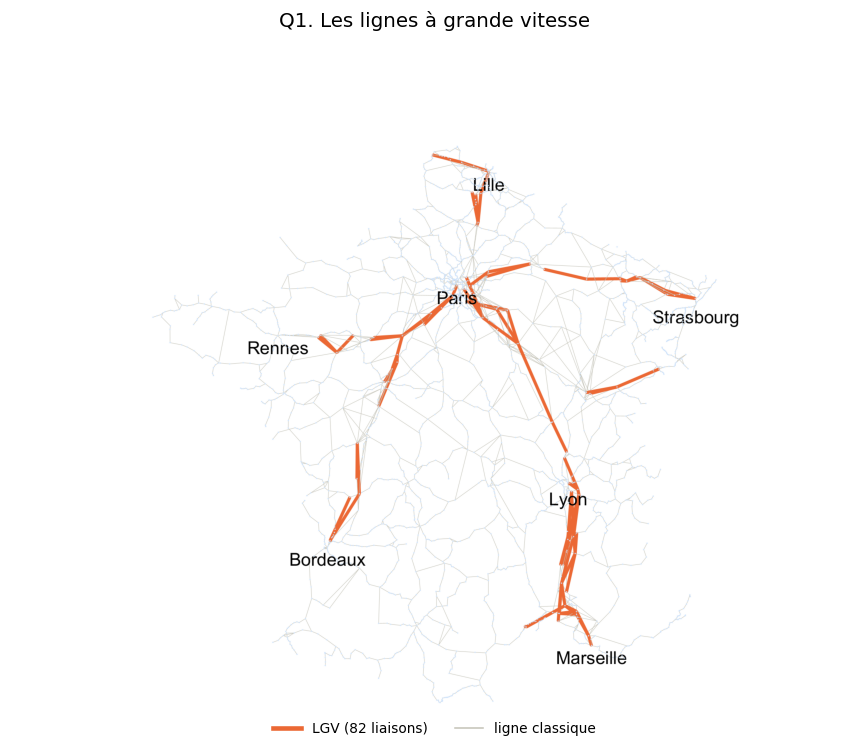 Q1. Les lignes à grande vitesse
Lille
Paris
Strasbourg
Rennes
Lyon
Bordeaux
Marseille
LGV (82 liaisons)
ligne classique